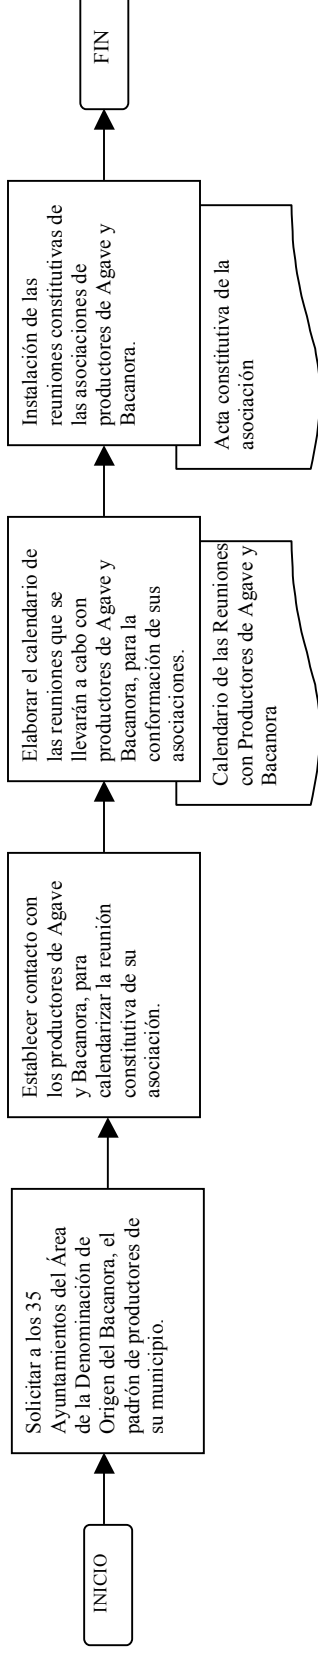 INICIO
Solicitar a los 35
Ayuntamientos del Área
de la Denominación de
Origen del Bacanora, el
padrón de productores de
su municipio.
Establecer contacto con
los productores de Agave
y Bacanora, para
calendarizar la reunión
constitutiva de su
asociación.
Elaborar el calendario de
las reuniones que se
llevarán a cabo con
productores de Agave y
Bacanora, para la
conformación de sus
asociaciones.
Calendario de las Reuniones
con Productores de Agave y
Bacanora
Instalación de las
reuniones constitutivas de
las asociaciones de
productores de Agave y
Bacanora.
Acta constitutiva de la
asociación
FIN